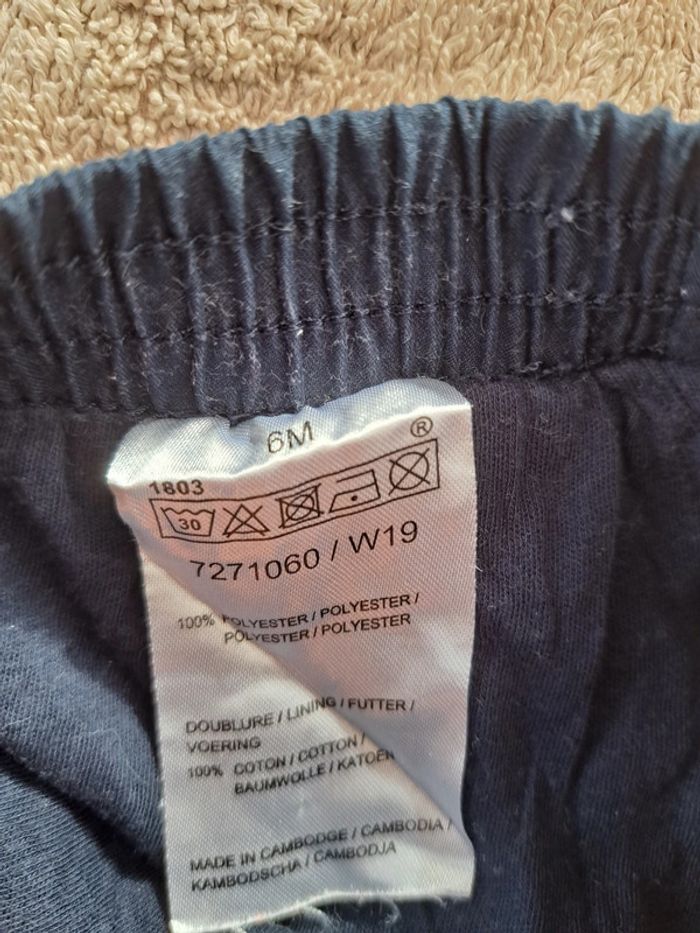 6M
®
1803
30
7271060 / W19
100% POLYESTER / POLYESTER /
POLYESTER / POLYESTER
DOUBLURE / LINING / FUTTER /
VOERING
100% COTON / COTTON /
BAUMWOLLE / KATOEN
MADE IN CAMBODGE / CAMBODIA /
KAMBODSCHA / CAMBODJA